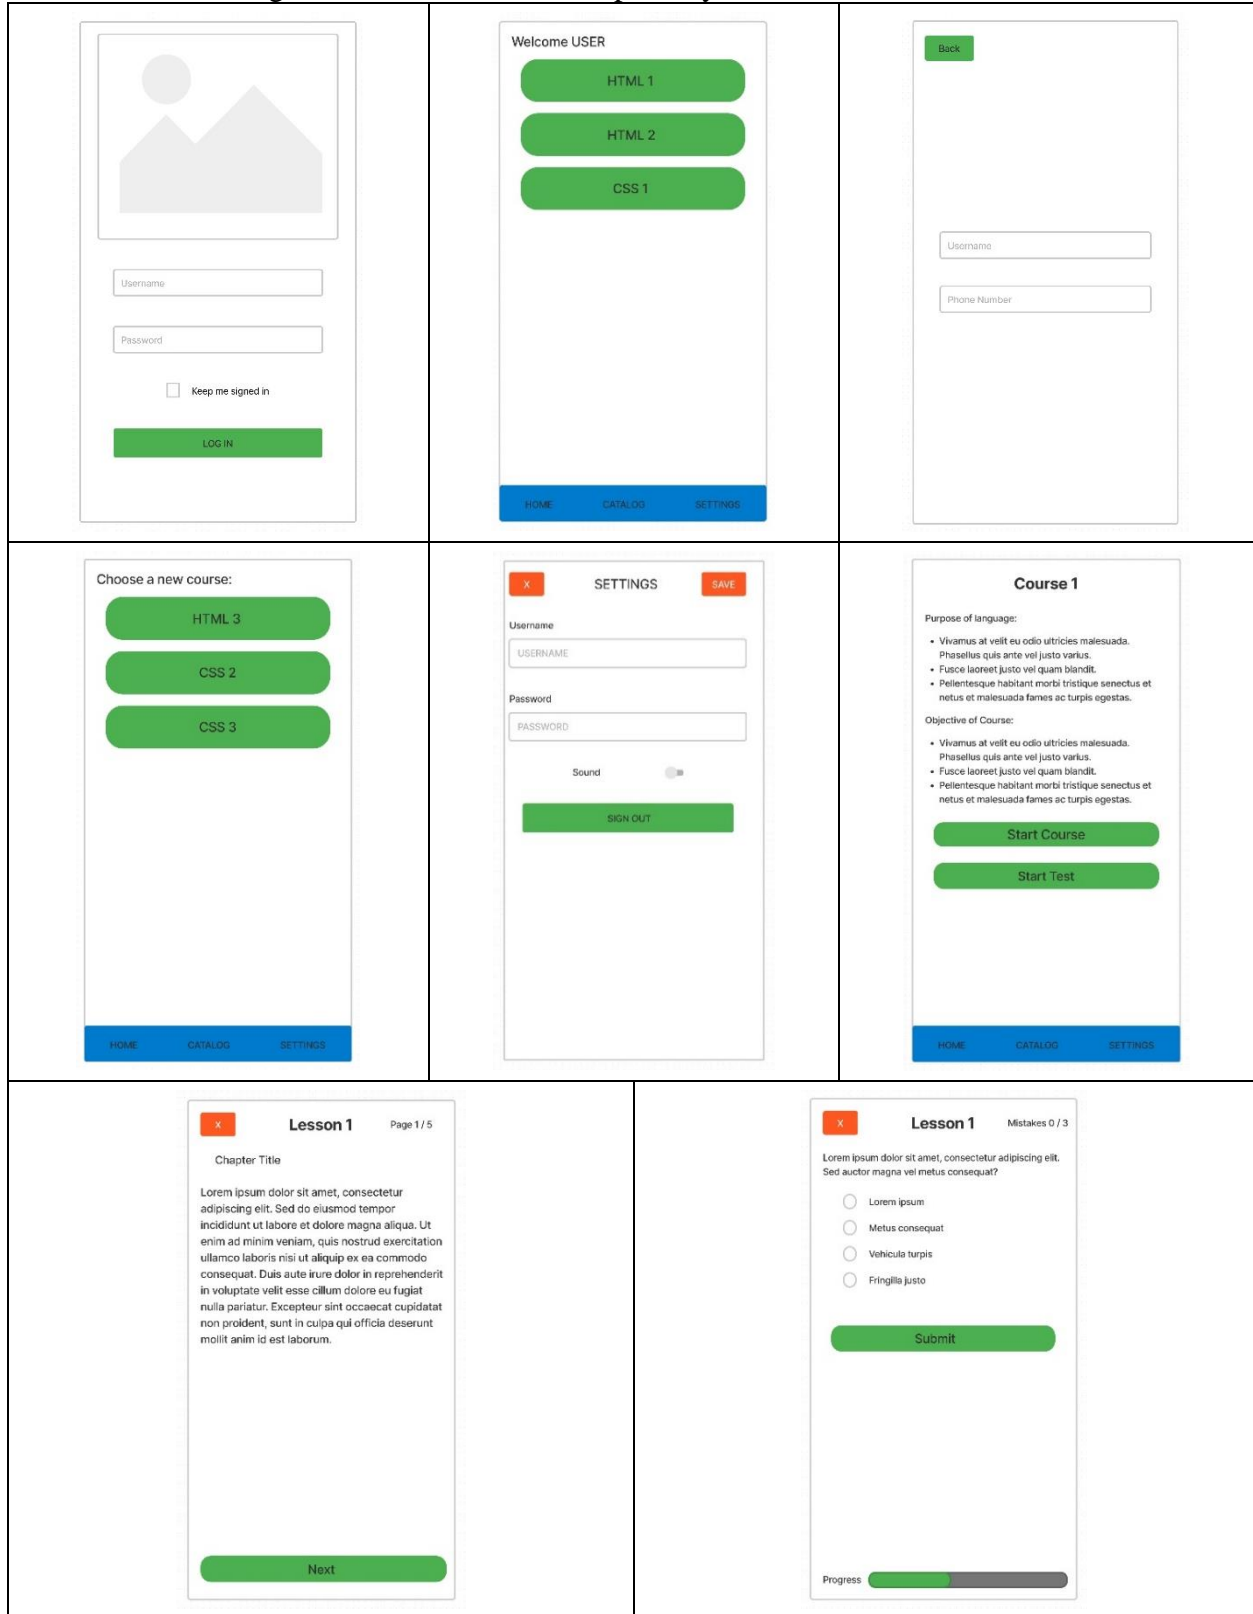 Username
Password
Keep me signed in
LOG IN
Welcome USER
HTML 1
HTML 2
CSS 1
HOME CATALOG SETTINGS
Back
Username
Phone Number
Choose a new course:
HTML 3
CSS 2
CSS 3
HOME CATALOG SETTINGS
X SETTINGS SAVE
Username
USERNAME
Password
PASSWORD
Sound
SIGN OUT
Course 1
Purpose of language:
• Vivamus at velit eu odio ultricies malesuada.
Phasellus quis ante vel justo varius.
• Fusce laoreet justo vel quam blandit.
• Pellentesque habitant morbi tristique senectus et
netus et malesuada fames ac turpis egestas.
Objective of Course:
• Vivamus at velit eu odio ultricies malesuada.
Phasellus quis ante vel justo varius.
• Fusce laoreet justo vel quam blandit.
• Pellentesque habitant morbi tristique senectus et
netus et malesuada fames ac turpis egestas.
Start Course
Start Test
HOME CATALOG SETTINGS
X Lesson 1 Page 1 / 5
Chapter Title
Lorem ipsum dolor sit amet, consectetur
adipiscing elit. Sed do eiusmod tempor
incididunt ut labore et dolore magna aliqua. Ut
enim ad minim veniam, quis nostrud exercitation
ullamco laboris nisi ut aliquip ex ea commodo
consequat. Duis aute irure dolor in reprehenderit
in voluptate velit esse cillum dolore eu fugiat
nulla pariatur. Excepteur sint occaecat cupidatat
non proident, sunt in culpa qui officia deserunt
mollit anim id est laborum.
Next
X Lesson 1 Mistakes 0 / 3
Lorem ipsum dolor sit amet, consectetur adipiscing elit.
Sed auctor magna vel metus consequat?
Lorem ipsum
Metus consequat
Vehicula turpis
Fringilla justo
Submit
Progress